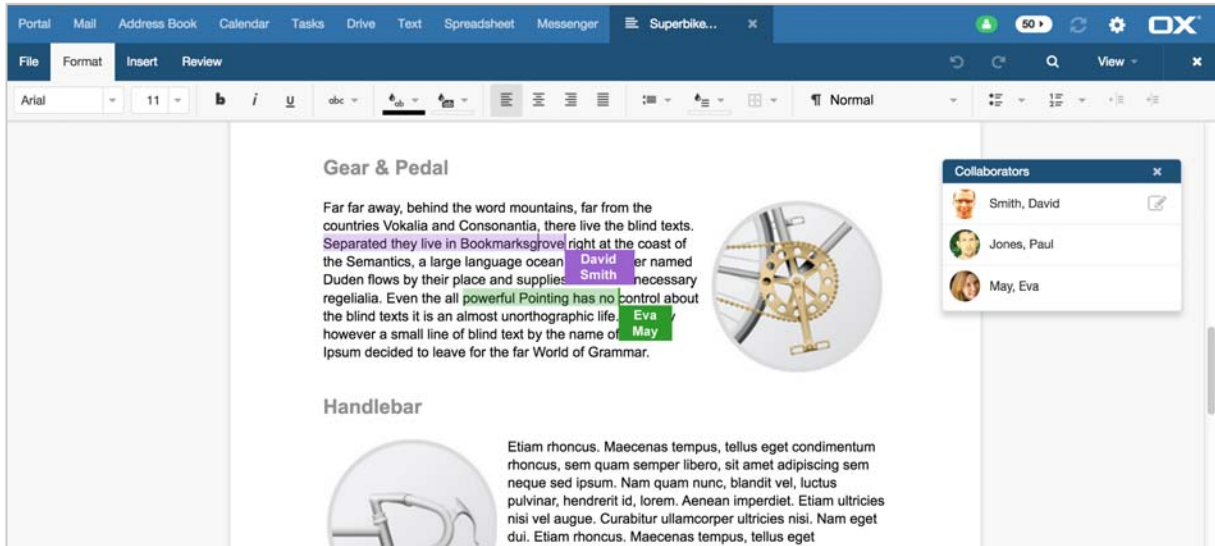 Portal Mail Address Book Calendar Tasks Drive Text Spreadsheet Messenger Superbike... 50 OX
File Format Insert Review View
Arial 11 b i u abc ab Normal
Gear & Pedal
Far far away, behind the word mountains, far from the
countries Vokalia and Consonantia, there live the blind texts.
Separated they live in Bookmarksgrove right at the coast of
the Semantics, a large language ocean er named
Duden flows by their place and supplies necessary
regelialia. Even the all powerful Pointing has no control about
the blind texts it is an almost unorthographic life.
however a small line of blind text by the name of
Ipsum decided to leave for the far World of Grammar.
David
Smith
Eva
May
Collaborators
Smith, David
Jones, Paul
May, Eva
Handlebar
Etiam rhoncus. Maecenas tempus, tellus eget condimentum
rhoncus, sem quam semper libero, sit amet adipiscing sem
neque sed ipsum. Nam quam nunc, blandit vel, luctus
pulvinar, hendrerit id, lorem. Aenean imperdiet. Etiam ultricies
nisi vel augue. Curabitur ullamcorper ultricies nisi. Nam eget
dui. Etiam rhoncus. Maecenas tempus, tellus eget